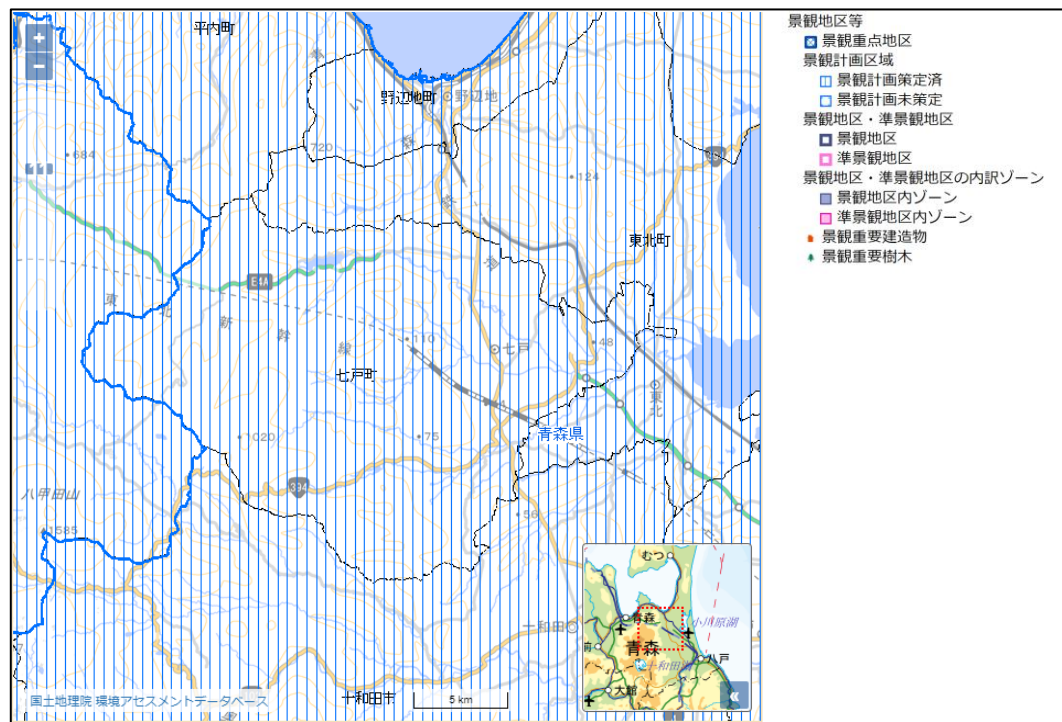 景観地区等
景観重点地区
景観計画区域
景観計画策定済
景観計画未策定
景観地区・準景観地区
景観地区
準景観地区
景観地区・準景観地区の内訳ゾーン
景観地区内ゾーン
準景観地区内ゾーン
景観重要建造物
景観重要樹木
+
−
平内町
野辺地町
野辺地
684
720
124
東北町
E4A
東北新幹線
110
七戸
48
七戸町
東北
青森県
1020
75
八甲田山
394
1585
56
十和田
十和田市
5 km
国土地理院 環境アセスメントデータベース
むつ
青森
小川原湖
青森
八戸
十和田湖
大館
«